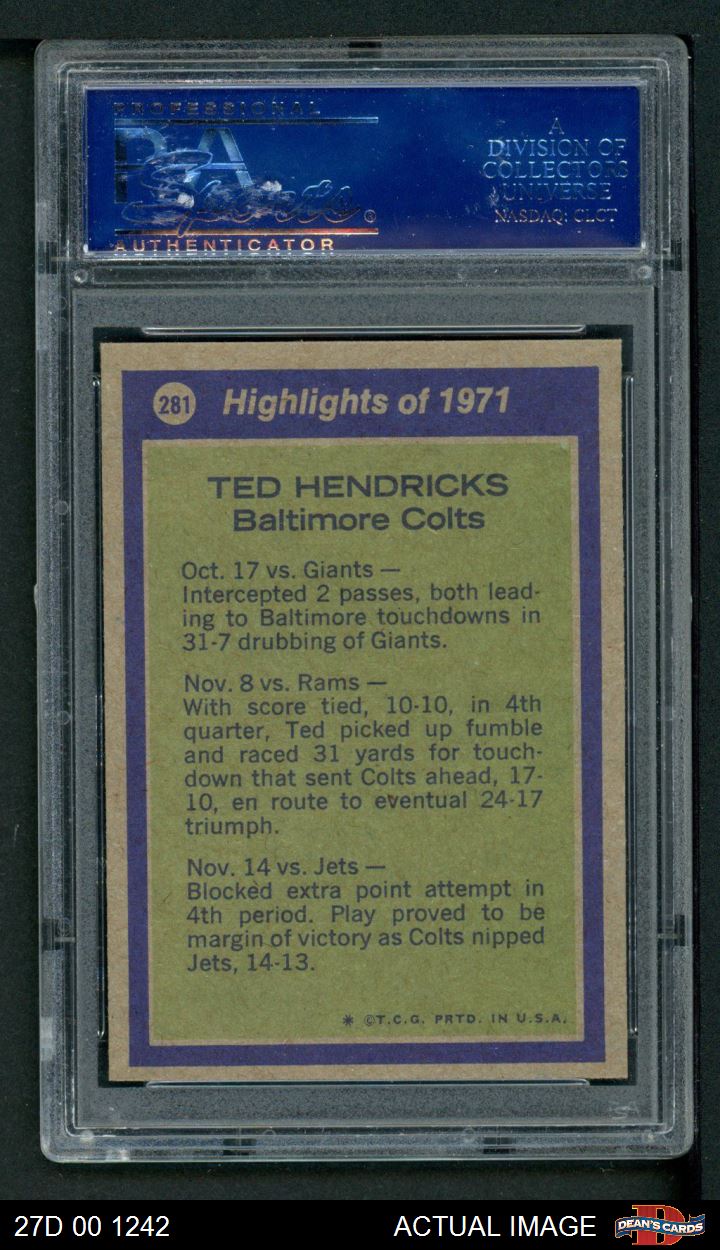 PROFESSIONAL
PSA
Sports®
AUTHENTICATOR
A
DIVISION OF
COLLECTORS
UNIVERSE
NASDAQ: CLCT
281 Highlights of 1971
TED HENDRICKS
Baltimore Colts
Oct. 17 vs. Giants —
Intercepted 2 passes, both lead-
ing to Baltimore touchdowns in
31-7 drubbing of Giants.
Nov. 8 vs. Rams —
With score tied, 10-10, in 4th
quarter, Ted picked up fumble
and raced 31 yards for touch-
down that sent Colts ahead, 17-
10, en route to eventual 24-17
triumph.
Nov. 14 vs. Jets —
Blocked extra point attempt in
4th period. Play proved to be
margin of victory as Colts nipped
Jets, 14-13.
* ©T.C.G. PRTD. IN U.S.A.
27D 00 1242
ACTUAL IMAGE
DEAN'S CARDS